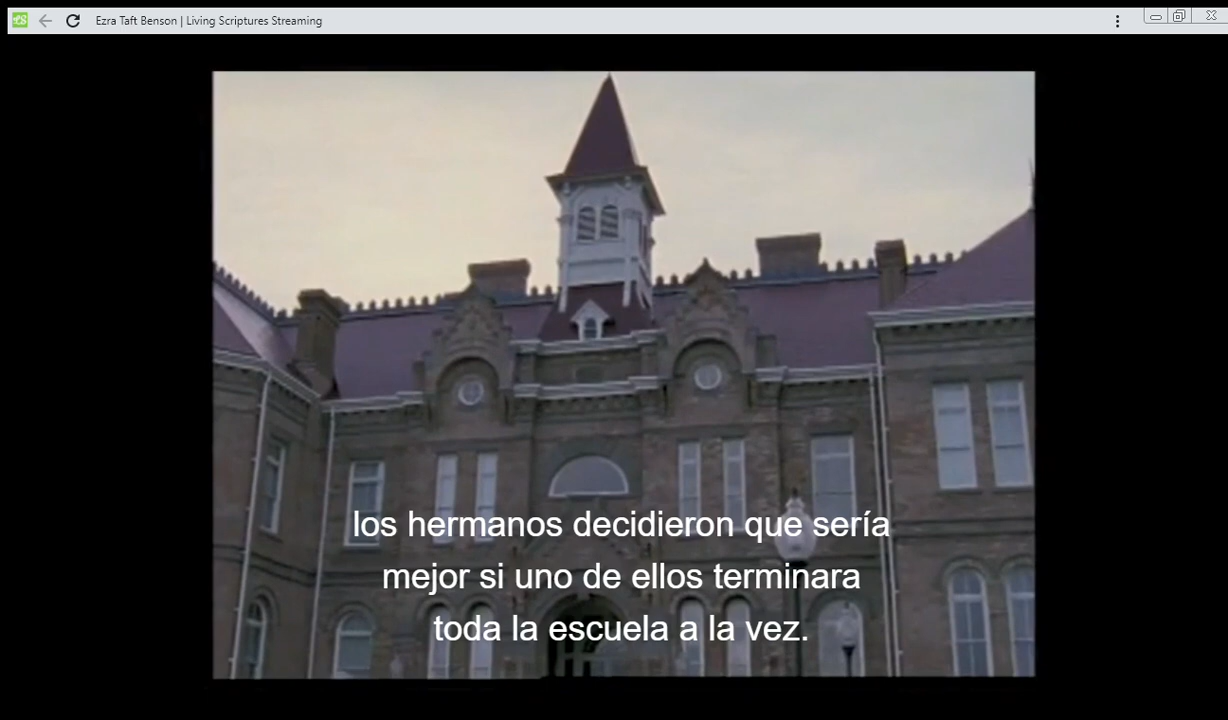 LS
Ezra Taft Benson | Living Scriptures Streaming
los hermanos decidieron que sería
mejor si uno de ellos terminara
toda la escuela a la vez.